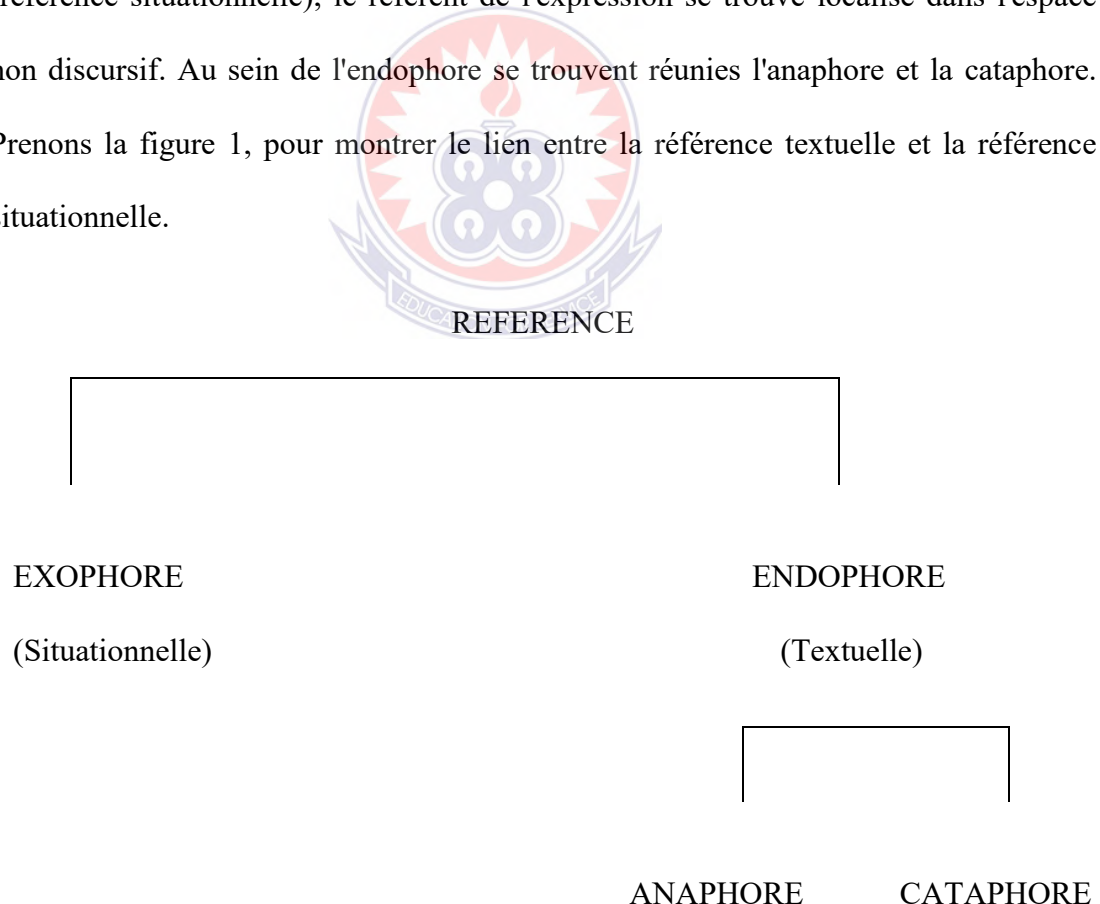 référence situationnelle), le référent de l'expression se trouve localisé dans l'espace
non discursif. Au sein de l'endophore se trouvent réunies l'anaphore et la cataphore.
Prenons la figure 1, pour montrer le lien entre la référence textuelle et la référence
situationnelle.
REFERENCE
EXOPHORE ENDOPHORE
(Situationnelle) (Textuelle)
ANAPHORE CATAPHORE